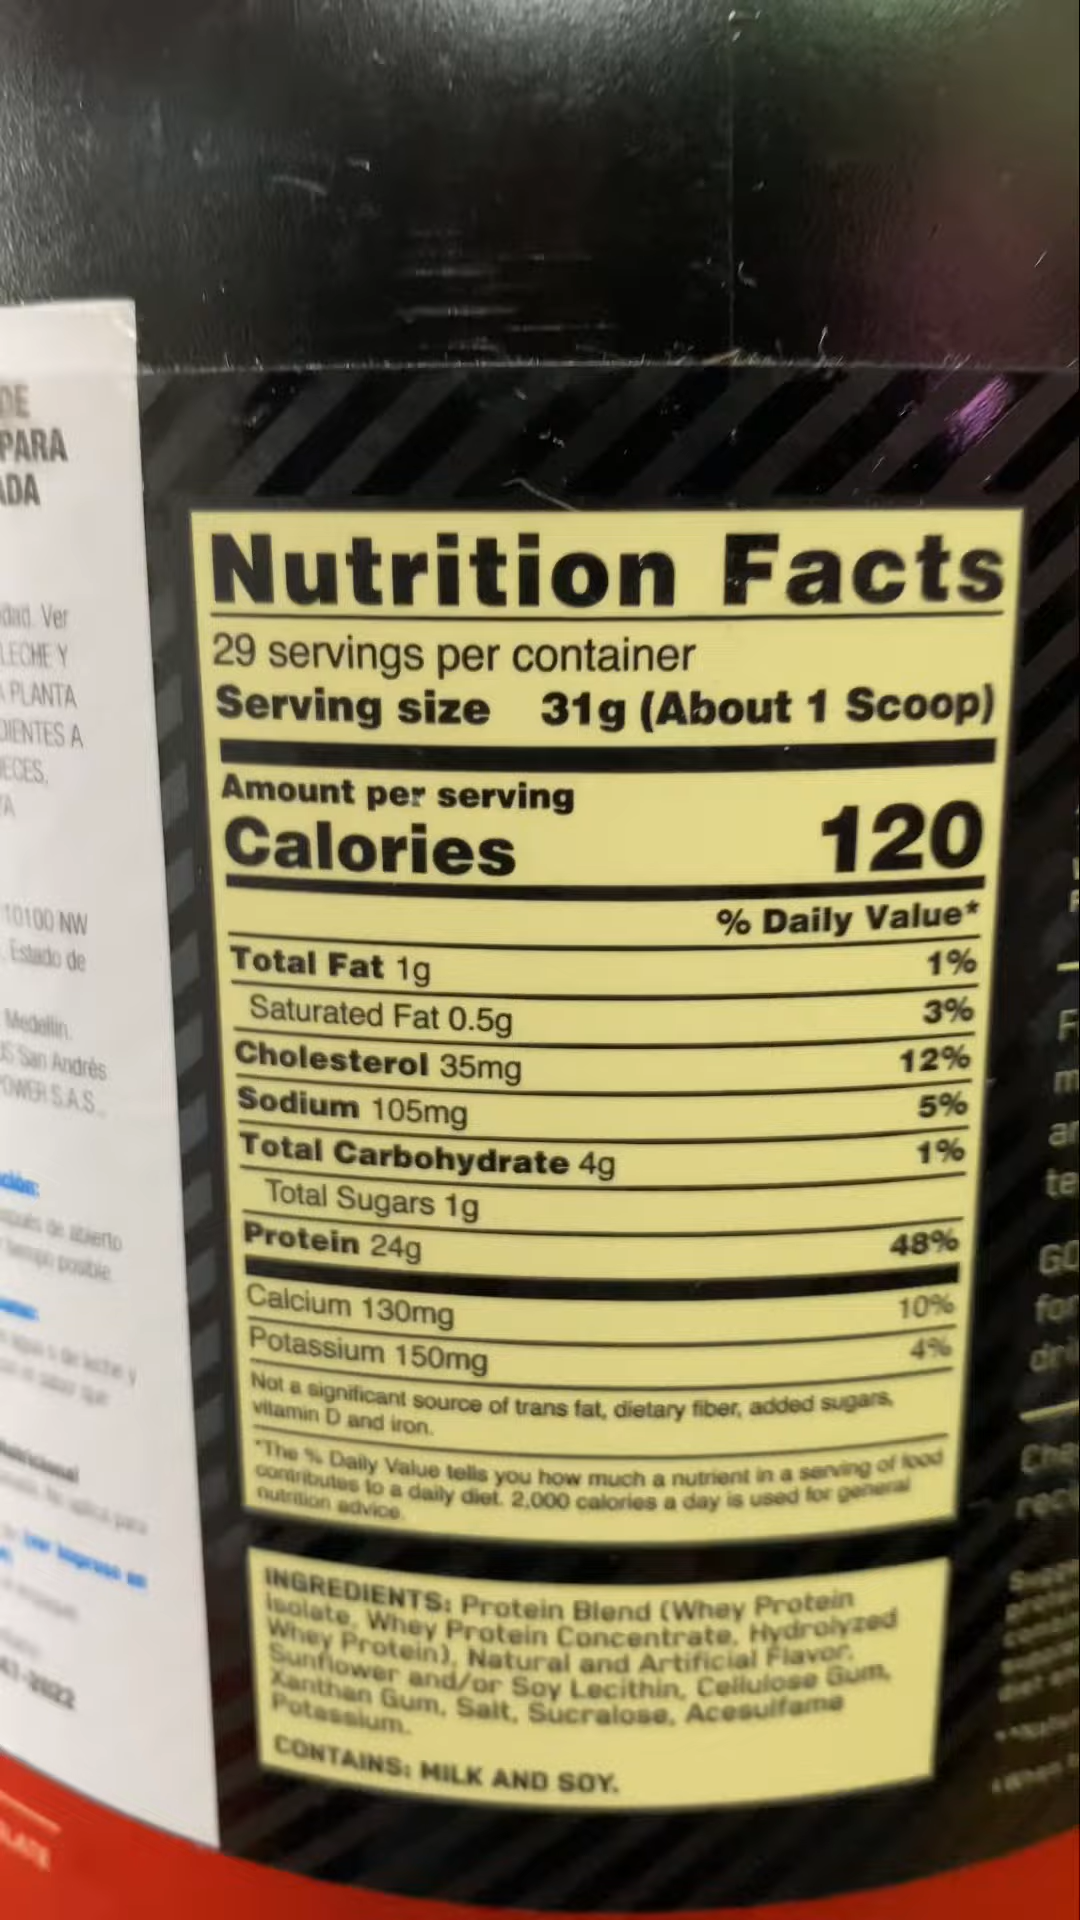 DE
PARA
ADA
dad. Ver
LECHE Y
PLANTA
DIENTES A
PECES,
10100 NW
Estado de
Medellín.
San Andrés
POWER S.A.S.
de abierto
posible.
Nutrition Facts
29 servings per container
Serving size 31g (About 1 Scoop)
Amount per serving
Calories 120
% Daily Value*
Total Fat 1g 1%
Saturated Fat 0.5g 3%
Cholesterol 35mg 12%
Sodium 105mg 5%
Total Carbohydrate 4g 1%
Total Sugars 1g
Protein 24g 48%
Calcium 130mg 10%
Potassium 150mg 4%
Not a significant source of trans fat, dietary fiber, added sugars,
vitamin D and iron.
*The % Daily Value tells you how much a nutrient in a serving of food
contributes to a daily diet. 2,000 calories a day is used for general
nutrition advice.
INGREDIENTS: Protein Blend (Whey Protein
Isolate, Whey Protein Concentrate, Hydrolyzed
Whey Protein), Natural and Artificial Flavor,
Sunflower and/or Soy Lecithin, Cellulose Gum,
Xanthan Gum, Salt, Sucralose, Acesulfame
Potassium.
CONTAINS: MILK AND SOY.